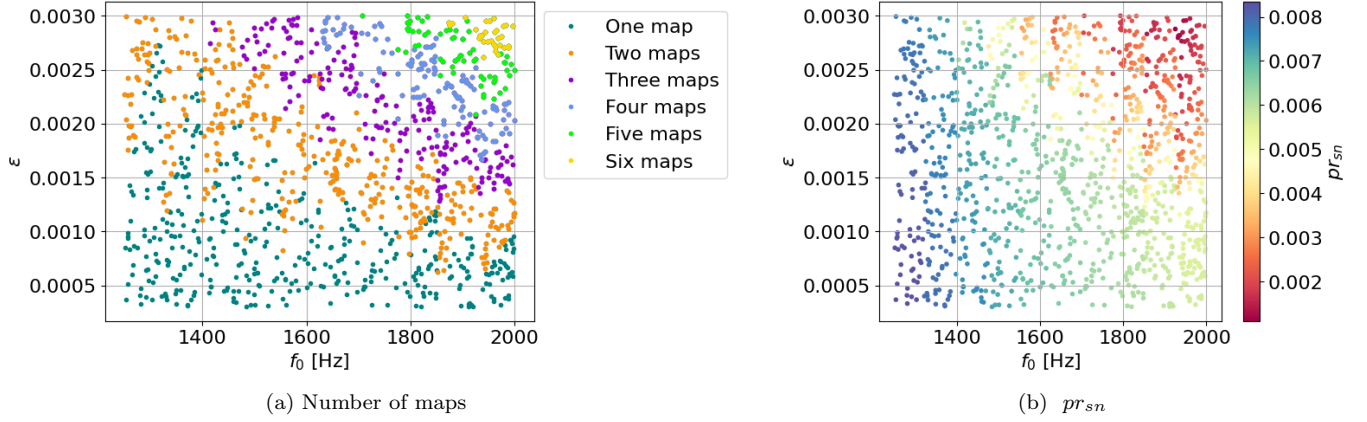 0.0030
0.0025
0.0020
0.0015
0.0010
0.0005
ε
1400
1600
1800
2000
f₀ [Hz]
One map
Two maps
Three maps
Four maps
Five maps
Six maps
(a) Number of maps
0.0030
0.0025
0.0020
0.0015
0.0010
0.0005
ε
1400
1600
1800
2000
f₀ [Hz]
0.008
0.007
0.006
0.005
0.004
0.003
0.002
prₛₙ
(b) prₛₙ